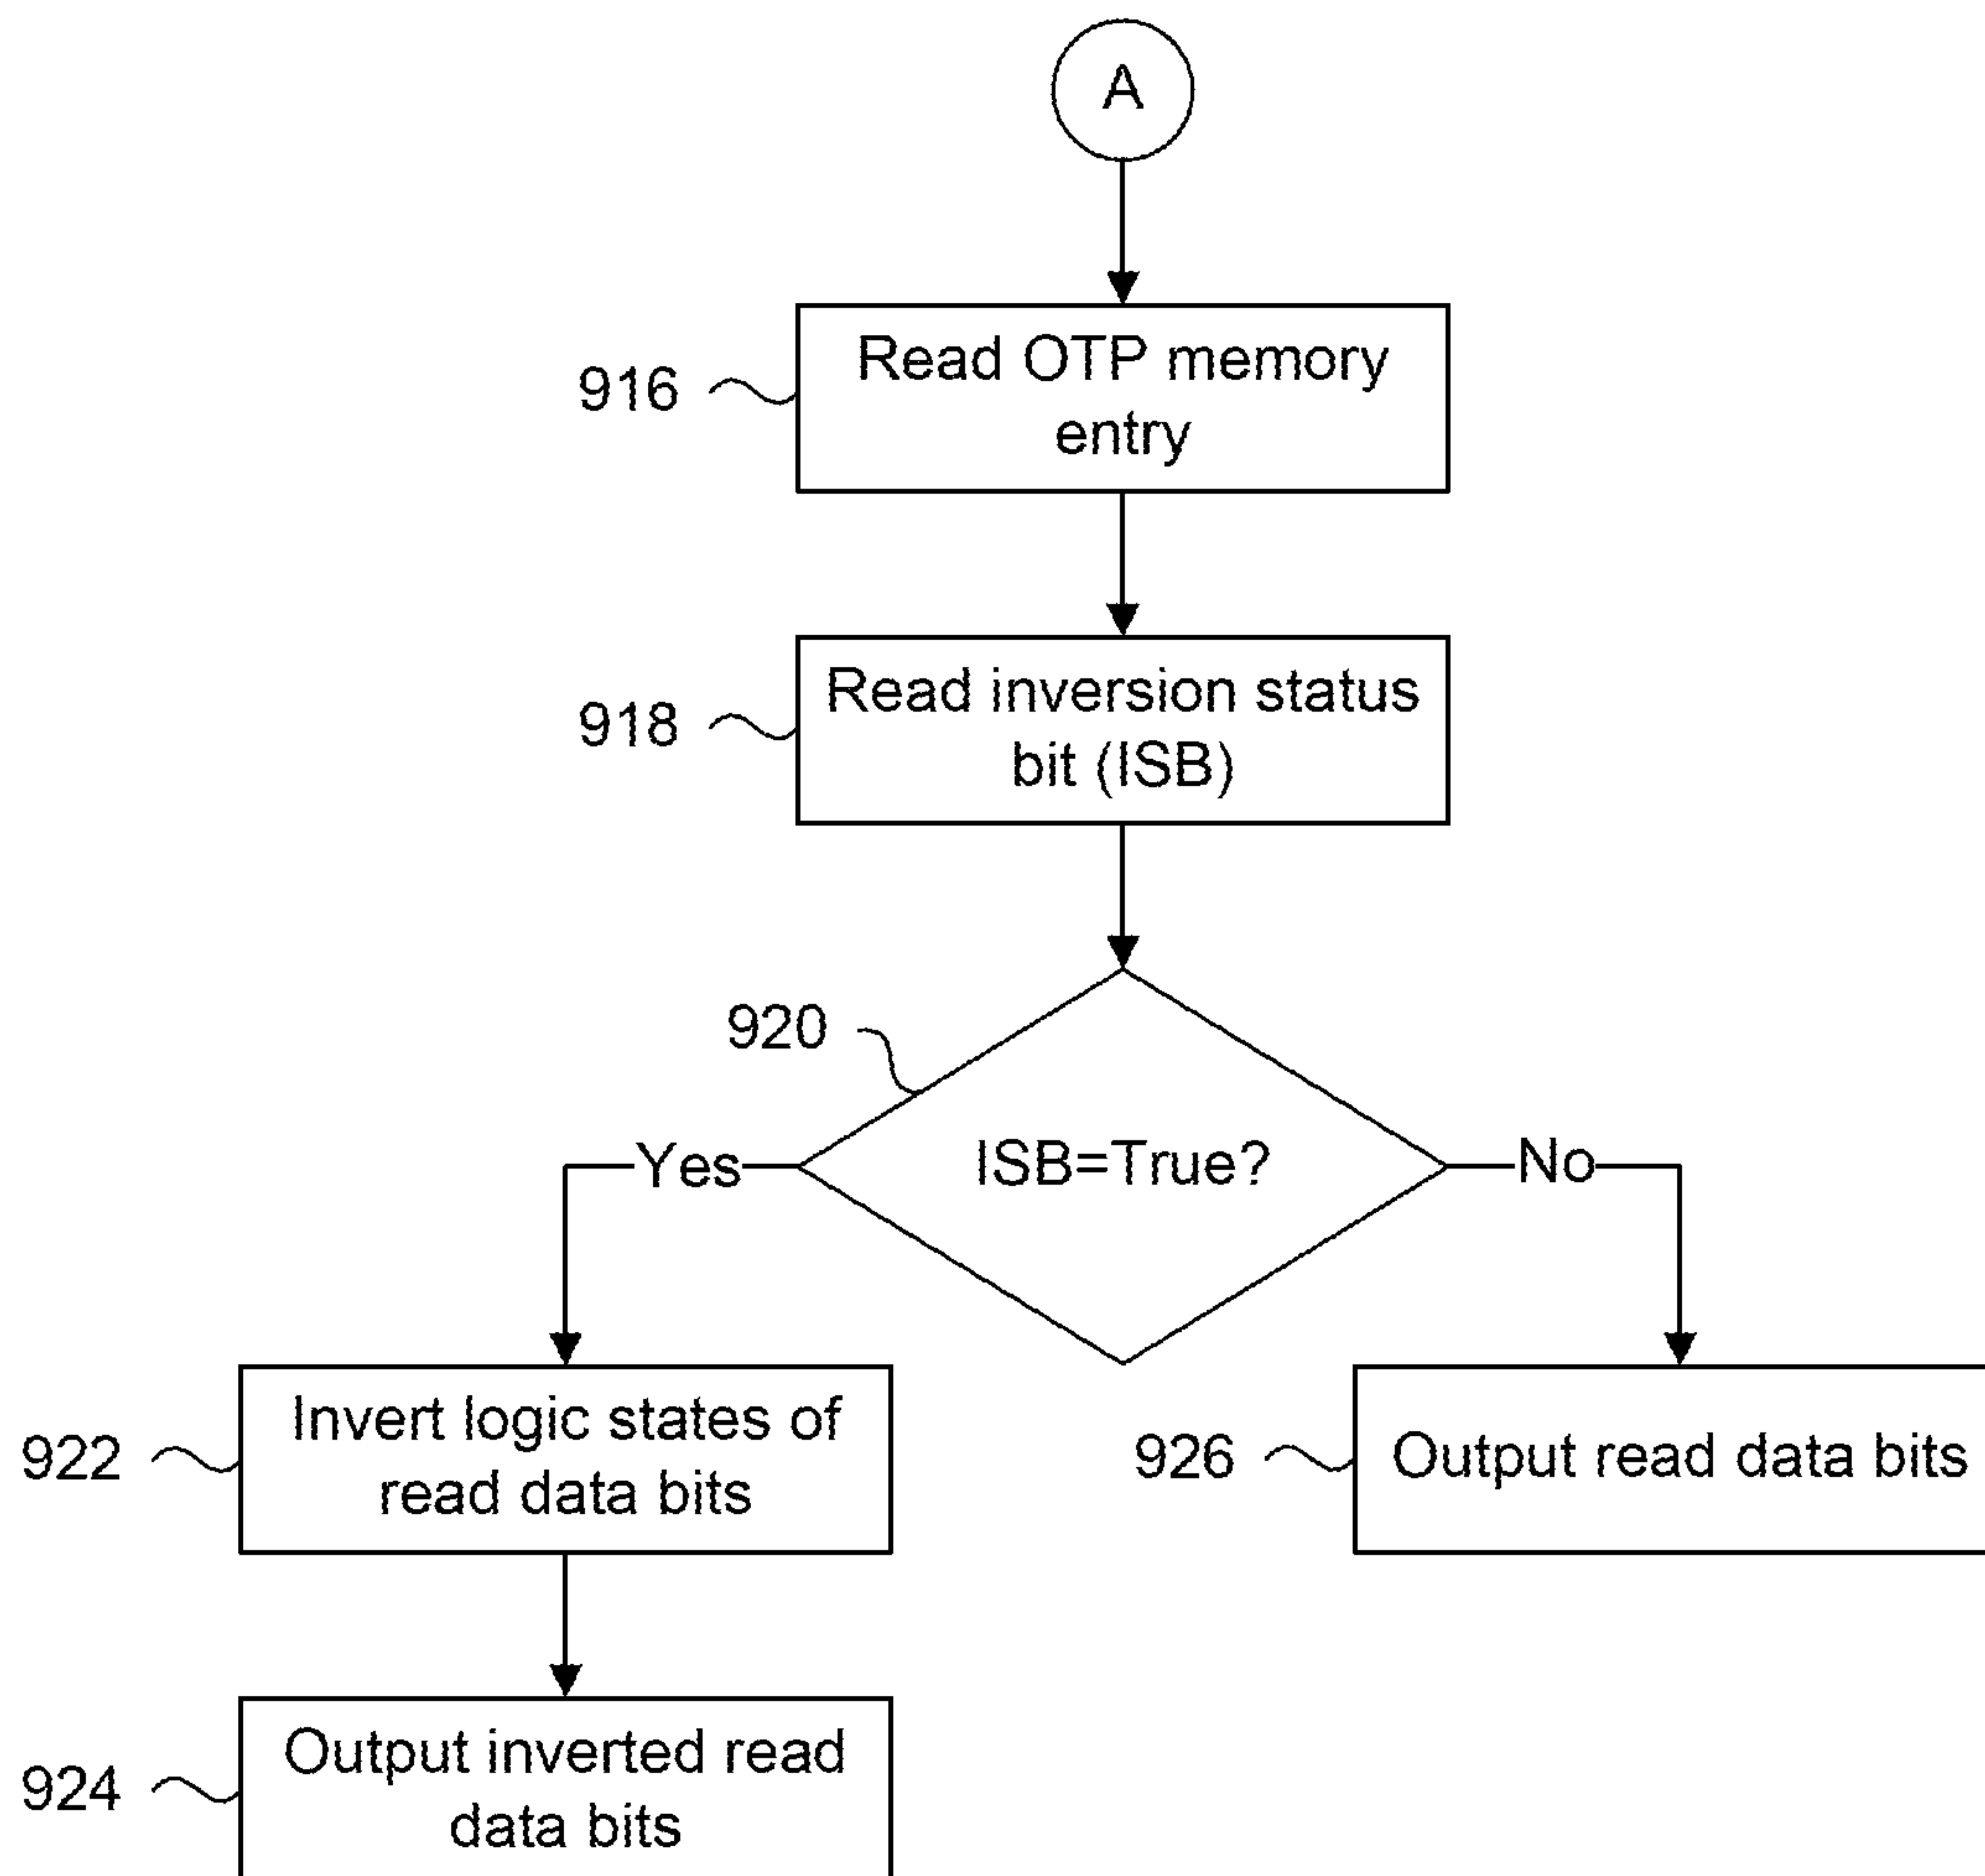 A
916
Read OTP memory
entry
918
Read inversion status
bit (ISB)
920
ISB=True?
Yes
No
922
Invert logic states of
read data bits
926
Output read data bits
924
Output inverted read
data bits